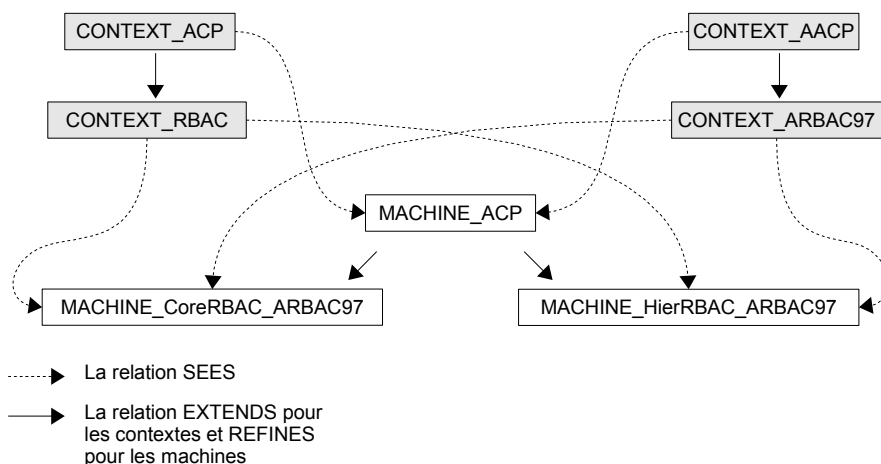 CONTEXT_ACP
CONTEXT_AACP
CONTEXT_RBAC
CONTEXT_ARBAC97
MACHINE_ACP
MACHINE_CoreRBAC_ARBAC97
MACHINE_HierRBAC_ARBAC97
La relation SEES
La relation EXTENDS pour
les contextes et REFINES
pour les machines